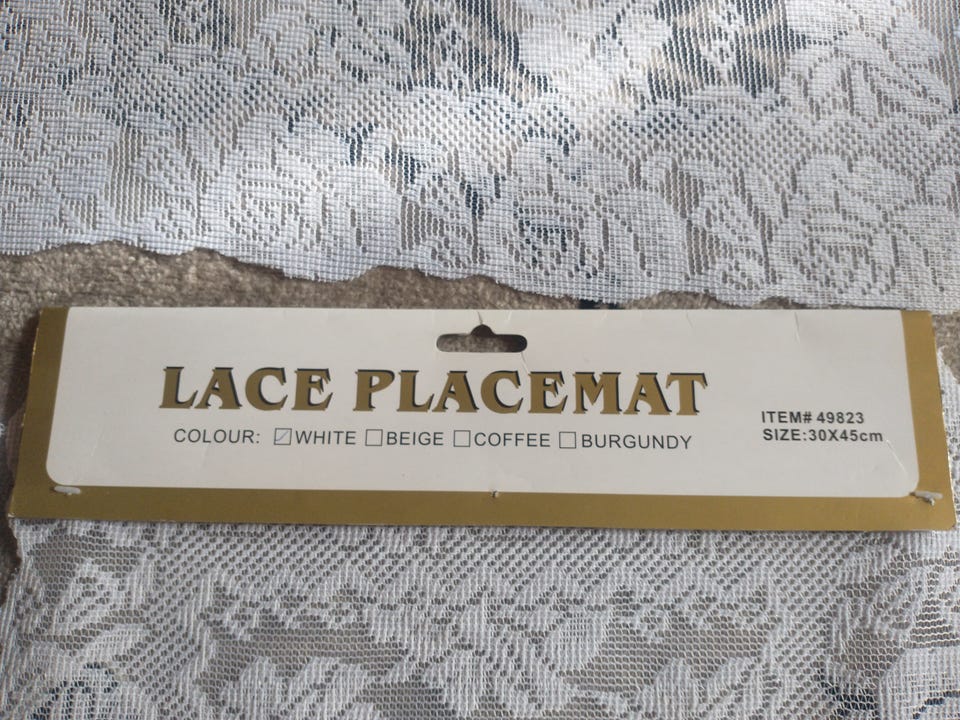 LACE PLACEMAT
COLOUR: ☑WHITE ☐BEIGE ☐COFFEE ☐BURGUNDY
ITEM# 49823
SIZE:30X45cm